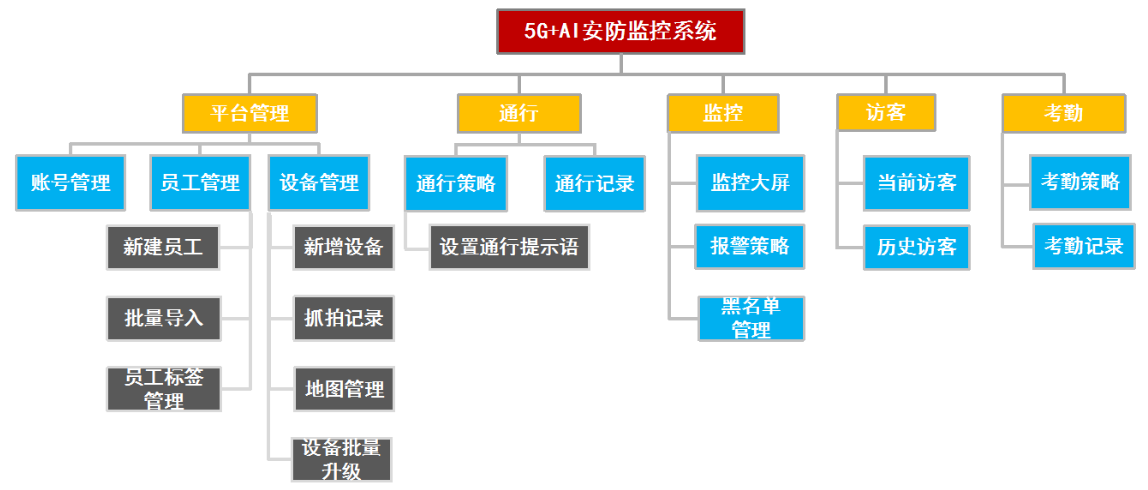 5G+AI安防监控系统
平台管理
通行
监控
访客
考勤
账号管理
员工管理
设备管理
通行策略
通行记录
监控大屏
当前访客
考勤策略
新建员工
新增设备
设置通行提示语
报警策略
历史访客
考勤记录
批量导入
抓拍记录
黑名单
管理
员工标签
管理
地图管理
设备批量
升级